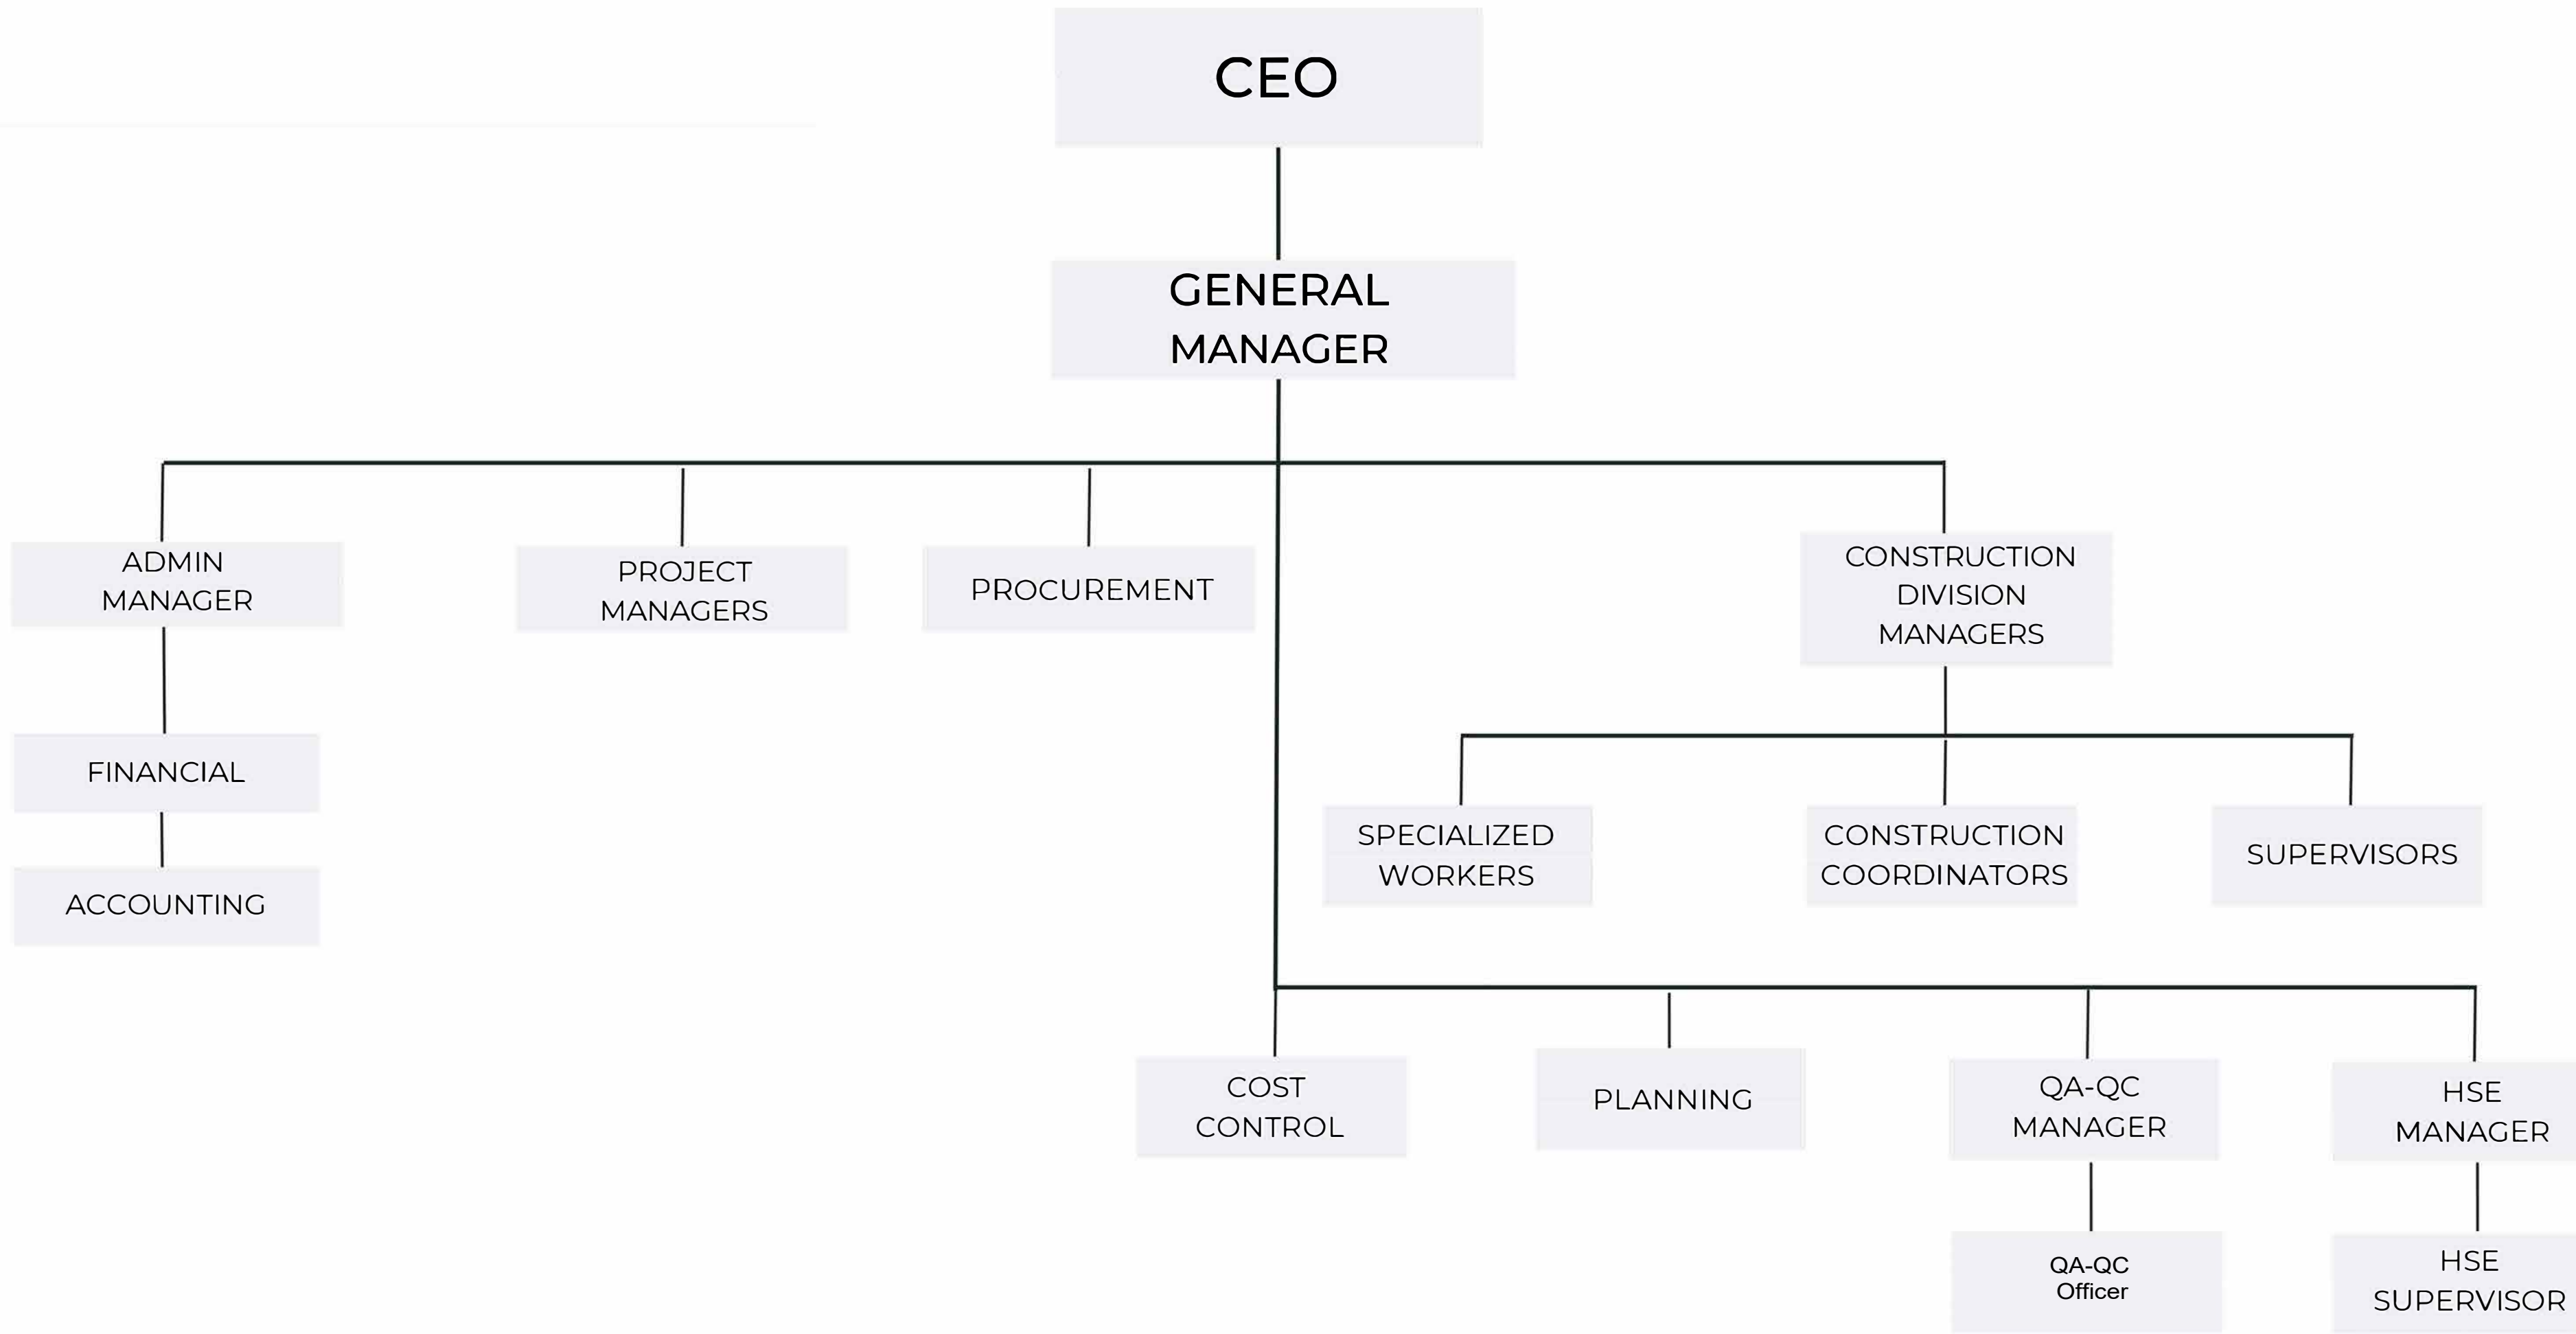 CEO
GENERAL
MANAGER
ADMIN
MANAGER
PROJECT
MANAGERS
PROCUREMENT
CONSTRUCTION
DIVISION
MANAGERS
FINANCIAL
ACCOUNTING
SPECIALIZED
WORKERS
CONSTRUCTION
COORDINATORS
SUPERVISORS
COST
CONTROL
PLANNING
QA-QC
MANAGER
HSE
MANAGER
QA-QC
Officer
HSE
SUPERVISOR